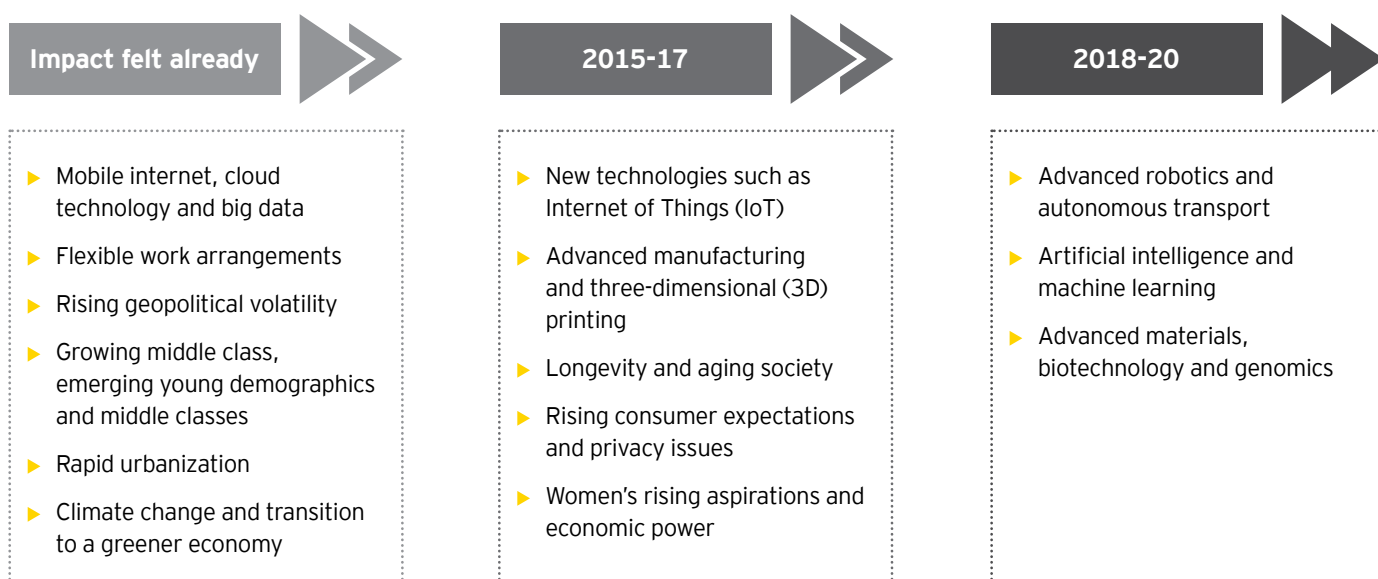 Impact felt already
Mobile internet, cloud
technology and big data
Flexible work arrangements
Rising geopolitical volatility
Growing middle class,
emerging young demographics
and middle classes
Rapid urbanization
Climate change and transition
to a greener economy
2015-17
New technologies such as
Internet of Things (IoT)
Advanced manufacturing
and three-dimensional (3D)
printing
Longevity and aging society
Rising consumer expectations
and privacy issues
Women’s rising aspirations and
economic power
2018-20
Advanced robotics and
autonomous transport
Artificial intelligence and
machine learning
Advanced materials,
biotechnology and genomics